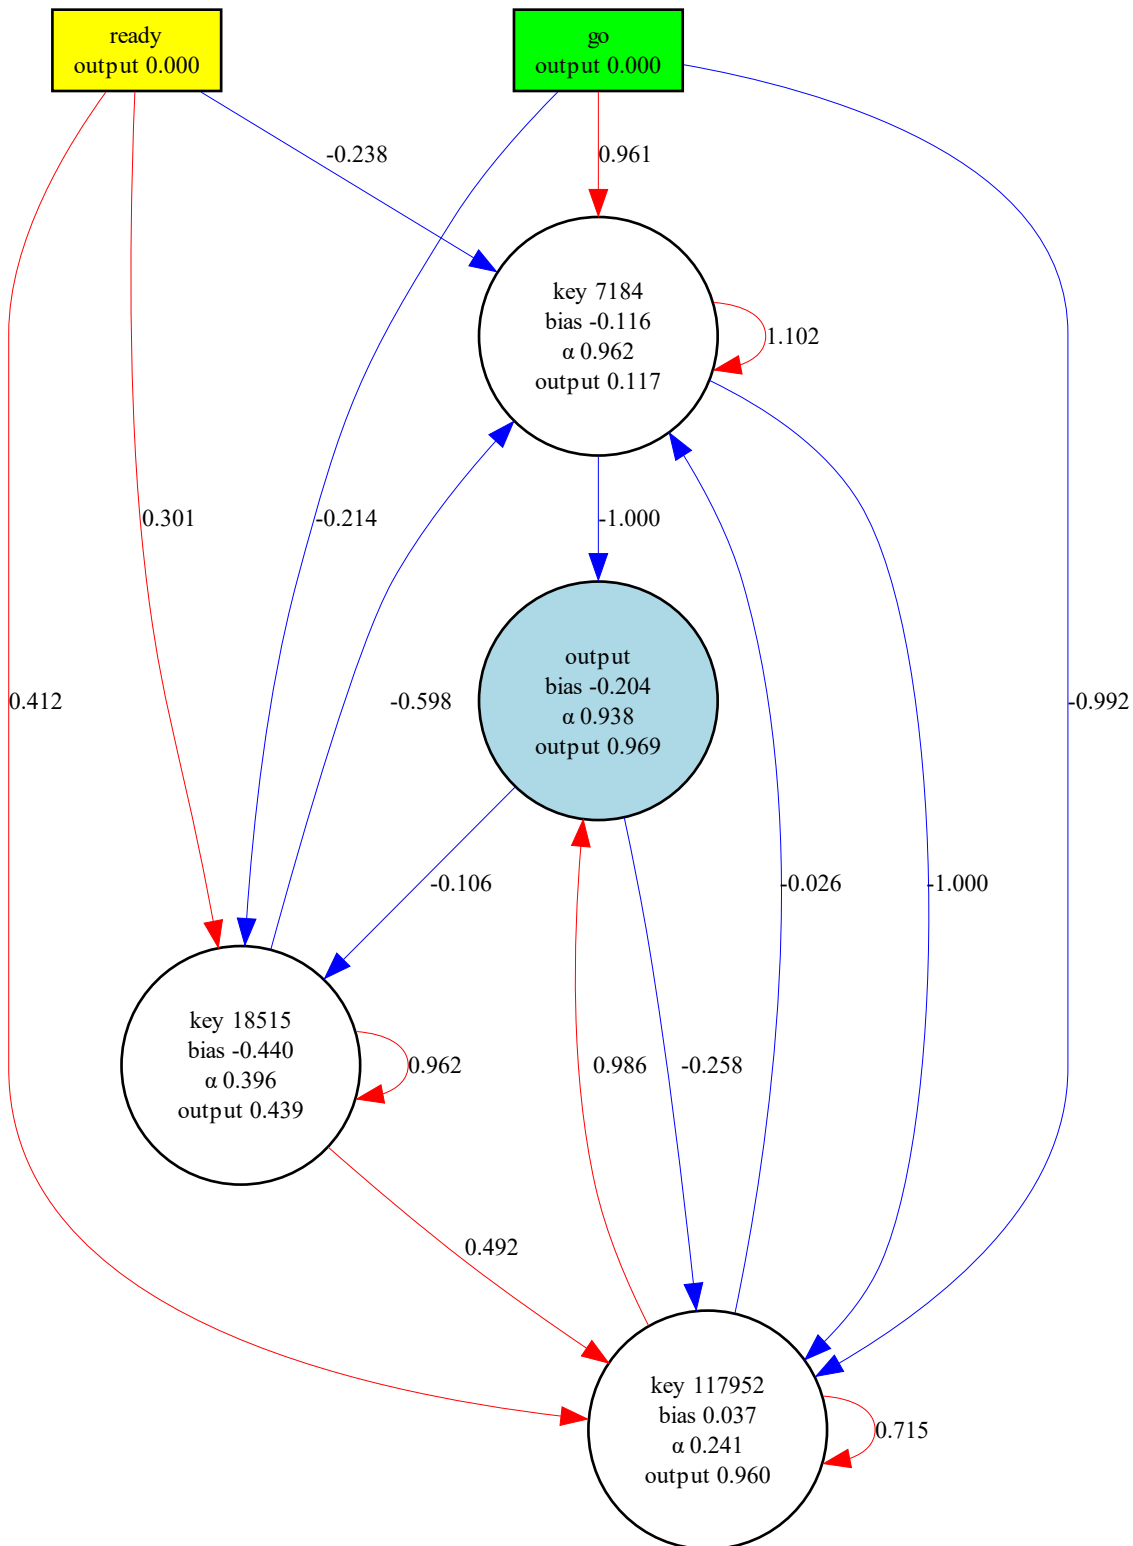 ready
output 0.000
go
output 0.000
-0.238
0.961
key 7184
bias -0.116
α 0.962
output 0.117
1.102
0.301
-0.214
-1.000
output
bias -0.204
α 0.938
output 0.969
0.412
-0.598
-0.992
-0.106
-0.026
-1.000
key 18515
bias -0.440
α 0.396
output 0.439
0.962
0.986
-0.258
0.492
key 117952
bias 0.037
α 0.241
output 0.960
0.715